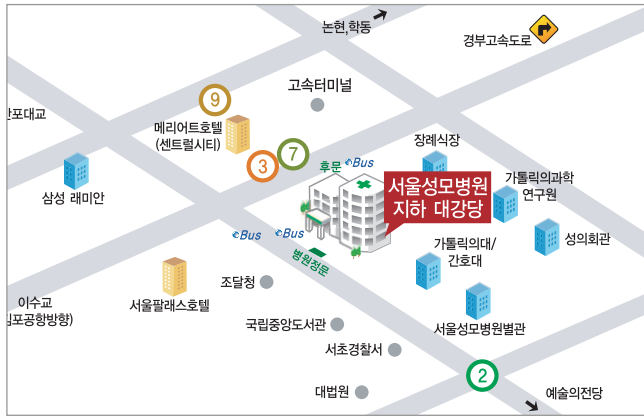 논현,학동
경부고속도로
고속터미널
9
메리어트호텔
(센트럴시티)
3
7
후문
Bus
장례식장
서울성모병원
지하 대강당
가톨릭의과학
연구원
삼성 래미안
성의회관
Bus
Bus
병원정문
가톨릭의대/
간호대
조달청
서울팔래스호텔
이수교
김포공항방향)
국립중앙도서관
서울성모병원별관
서초경찰서
2
대법원
예술의전당